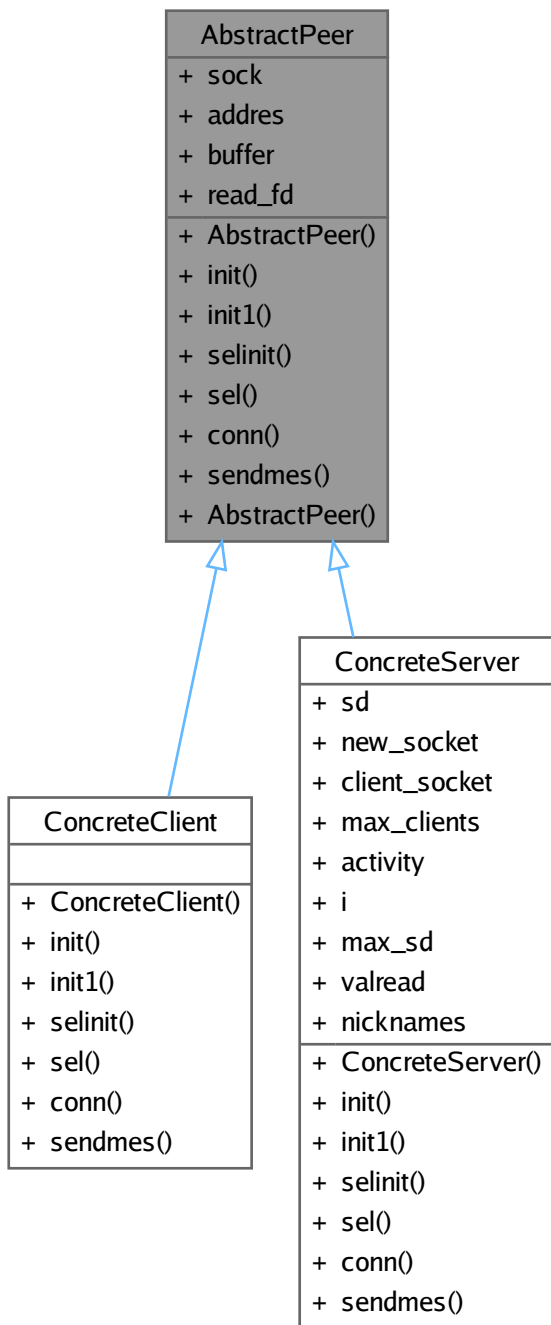 AbstractPeer
+ sock
+ addres
+ buffer
+ read_fd
+ AbstractPeer()
+ init()
+ init1()
+ selinit()
+ sel()
+ conn()
+ sendmes()
+ AbstractPeer()
ConcreteClient
+ ConcreteClient()
+ init()
+ init1()
+ selinit()
+ sel()
+ conn()
+ sendmes()
ConcreteServer
+ sd
+ new_socket
+ client_socket
+ max_clients
+ activity
+ i
+ max_sd
+ valread
+ nicknames
+ ConcreteServer()
+ init()
+ init1()
+ selinit()
+ sel()
+ conn()
+ sendmes()